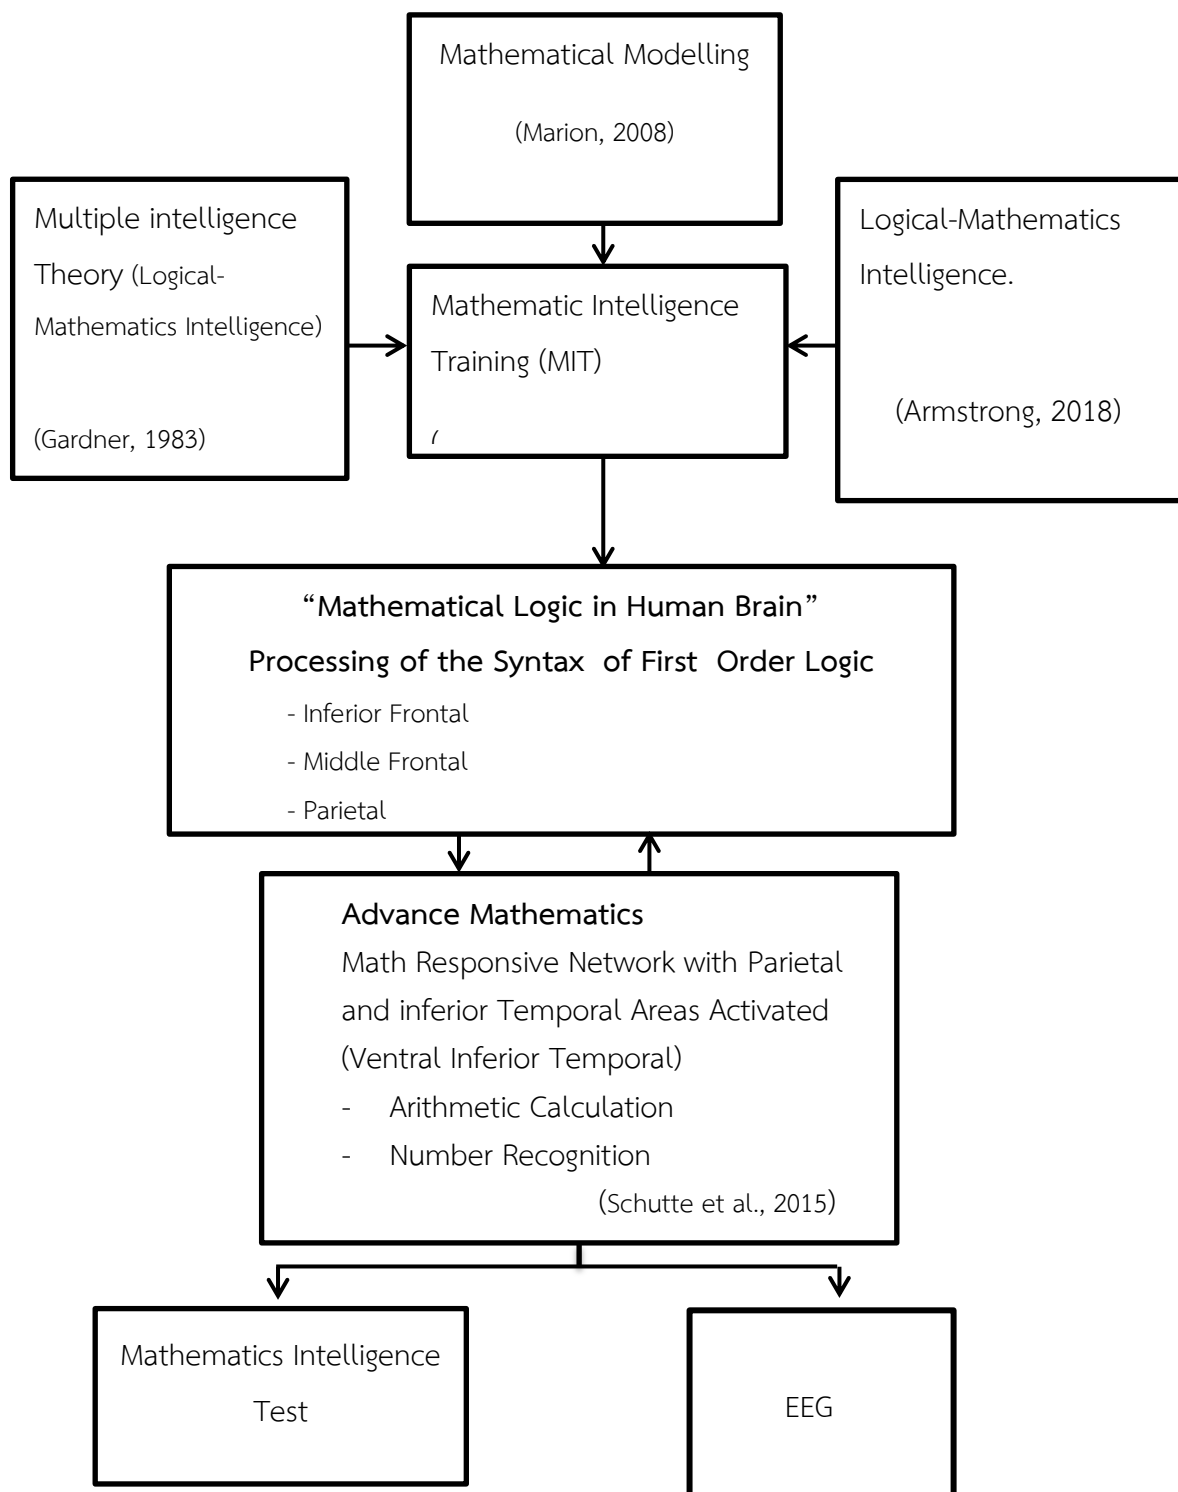 Mathematical Modelling
(Marion, 2008)
Multiple intelligence
Theory (Logical-
Mathematics Intelligence)
(Gardner, 1983)
Mathematic Intelligence
Training (MIT)
(
Logical-Mathematics
Intelligence.
(Armstrong, 2018)
“Mathematical Logic in Human Brain”
Processing of the Syntax of First Order Logic
- Inferior Frontal
- Middle Frontal
- Parietal
Advance Mathematics
Math Responsive Network with Parietal
and inferior Temporal Areas Activated
(Ventral Inferior Temporal)
- Arithmetic Calculation
- Number Recognition
(Schutte et al., 2015)
Mathematics Intelligence
Test
EEG